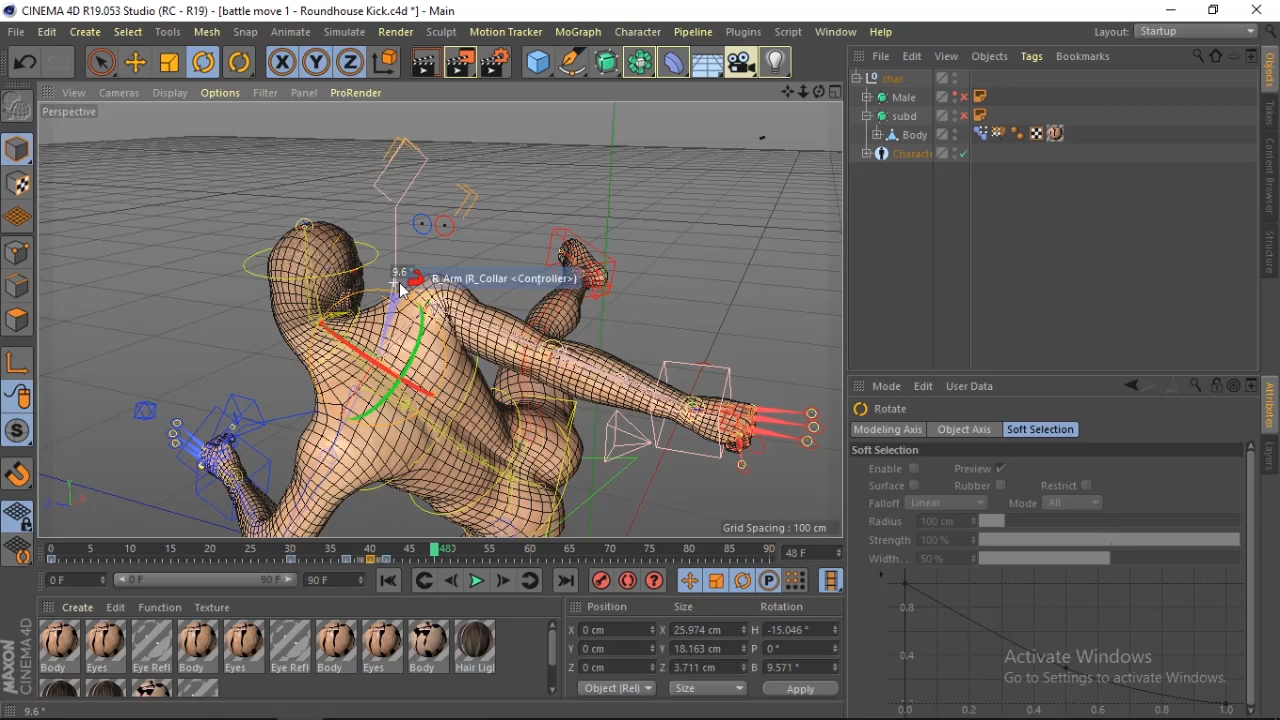 CINEMA 4D R19.053 Studio (RC - R19) - [battle move 1 - Roundhouse Kick.c4d *] - Main
File Edit Create Select Tools Mesh Snap Animate Simulate Render Sculpt Motion Tracker MoGraph Character Pipeline Plugins Script Window Help Layout: Startup
X Y Z
File Edit View Objects Tags Bookmarks
View Cameras Display Options Filter Panel ProRender
Perspective
char
Male
subd
Body
Charact
9.6 °
R_Arm (R_Collar <Controller>)
Grid Spacing : 100 cm
Objects
Takes
Content Browser
Structure
Mode Edit User Data
Rotate
Modeling Axis Object Axis Soft Selection
Soft Selection
Enable Preview
Surface Rubber Restrict
Falloff Linear Mode All
Radius 100 cm
Strength 100 %
Width . . 50 %
0.8
0.4
0.0 0.2 0.4 0.6 0.8 1.0
Attributes
Layers
0 5 10 15 20 25 30 35 40 45 48 55 60 65 70 75 80 85 90 48 F
0 F 0 F 90 F 90 F
Create Edit Function Texture
Body Eyes Eye Refl Body Eyes Eye Refl Body Eyes Body Hair Ligl
Position Size Rotation
X 0 cm X 25.974 cm H -15.046 °
Y 0 cm Y 18.163 cm P 0 °
Z 0 cm Z 3.711 cm B 9.571 °
Object (Rel) Size Apply
MAXON
CINEMA 4D
9.6 °
Activate Windows
Go to Settings to activate Windows.